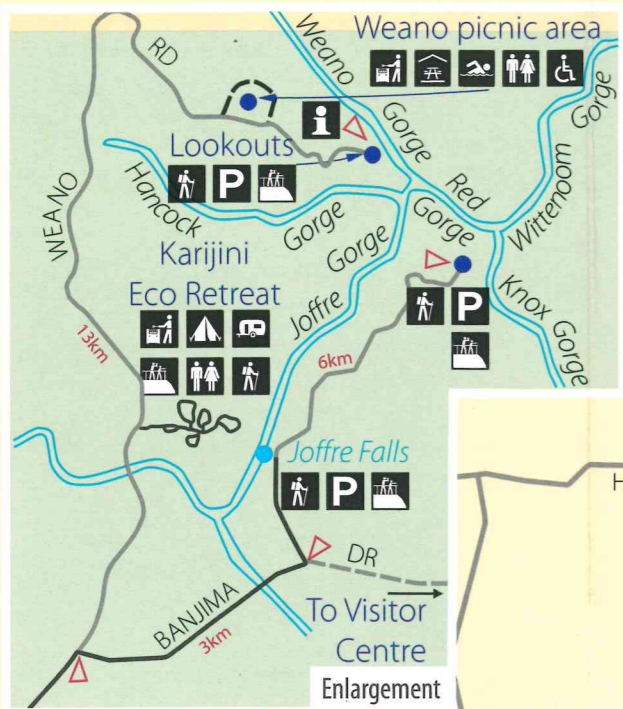 Weano picnic area
RD
Weano
Gorge
i
Lookouts
P
Gorge
Wittenoom
Red
Gorge
Hancock
Gorge
Gorge
Joffre
WEANO
Karijini
Eco Retreat
13km
6km
P
Knox Gorge
Joffre Falls
P
H
DR
BANJIMA
3km
To Visitor
Centre
Enlargement